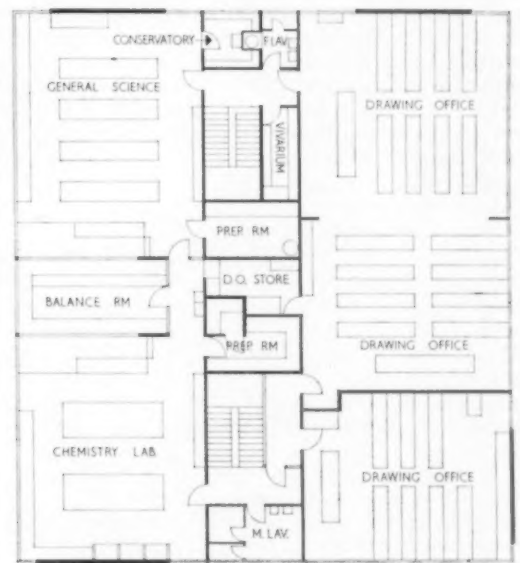 CONSERVATORY
F. LAV.
GENERAL SCIENCE
DRAWING OFFICE
VIVARIUM
PREP RM
D.O. STORE
BALANCE RM
PREP RM
DRAWING OFFICE
CHEMISTRY LAB
DRAWING OFFICE
M. LAV.